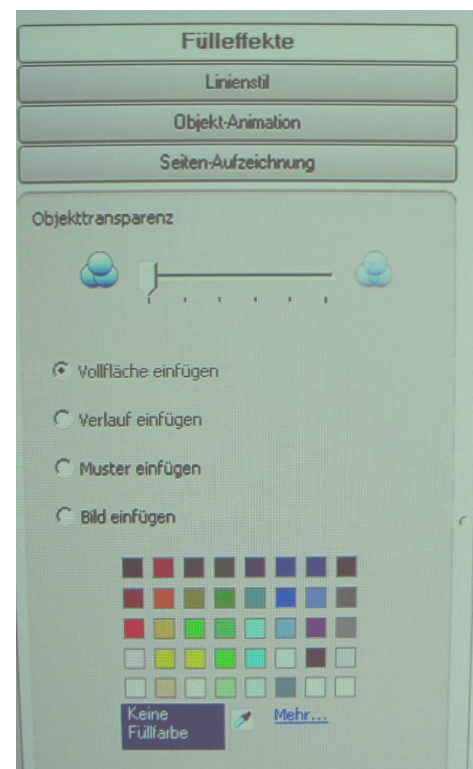 Fülleffekte
Linienstil
Objekt-Animation
Seiten-Aufzeichnung
Objekttransparenz
Vollfläche einfügen
Verlauf einfügen
Muster einfügen
Bild einfügen
Keine
Füllfarbe
Mehr...